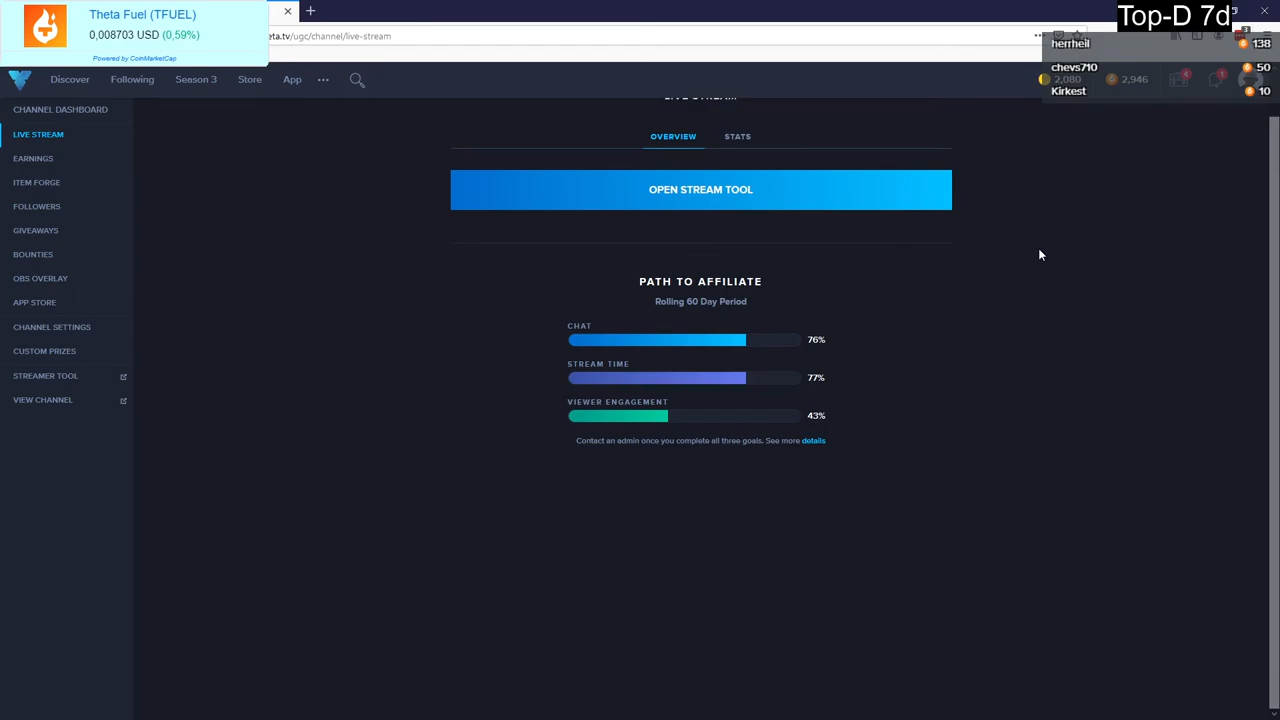 Theta Fuel (TFUEL)
0,008703 USD (0,59%)
Powered by CoinMarketCap
eta.tv/ugc/channel/live-stream
Top-D 7d
herrheil 138
chevs710 50
Kirkest 10
Discover Following Season 3 Store App
2,080 2,946 4 1
CHANNEL DASHBOARD
LIVE STREAM
EARNINGS
ITEM FORGE
FOLLOWERS
GIVEAWAYS
BOUNTIES
OBS OVERLAY
APP STORE
CHANNEL SETTINGS
CUSTOM PRIZES
STREAMER TOOL
VIEW CHANNEL
LIVE STREAM
OVERVIEW STATS
OPEN STREAM TOOL
PATH TO AFFILIATE
Rolling 60 Day Period
CHAT
76%
STREAM TIME
77%
VIEWER ENGAGEMENT
43%
Contact an admin once you complete all three goals. See more details